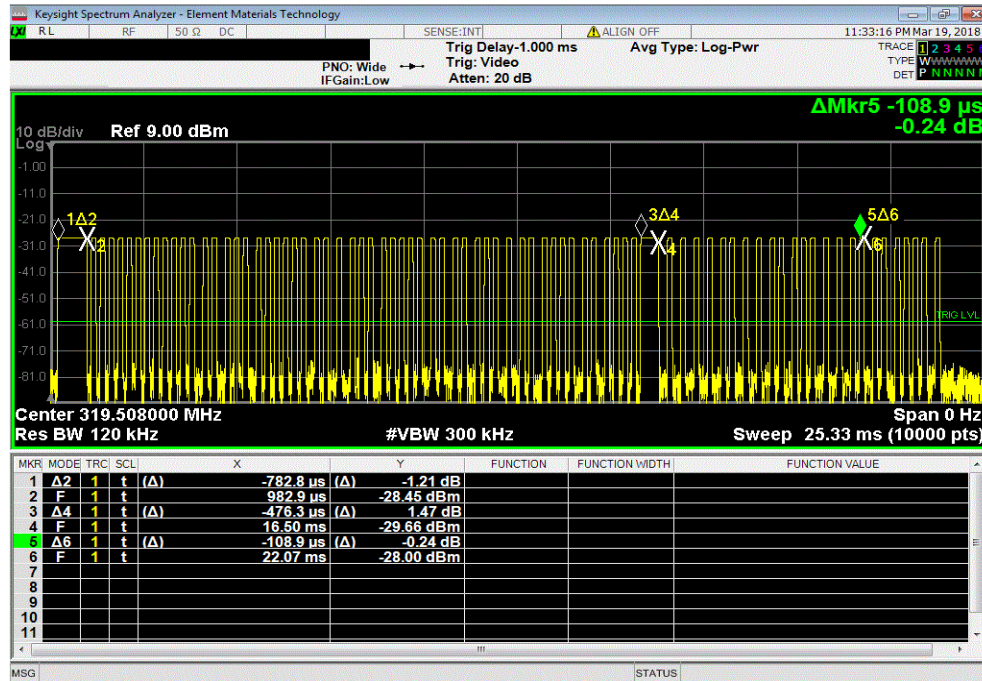 Keysight Spectrum Analyzer - Element Materials Technology
LXI RL RF 50 Ω DC SENSE:INT ALIGN OFF 11:33:16 PM Mar 19, 2018
Trig Delay-1.000 ms Avg Type: Log-Pwr TRACE 1 2 3 4 5 6
PNO: Wide Trig: Video TYPE WWWWWW
IFGain:Low Atten: 20 dB DET P N N N N N
ΔMkr5 -108.9 µs
-0.24 dB
10 dB/div Ref 9.00 dBm
Log
-1.00
-11.0
-21.0
-31.0
-41.0
-51.0
-61.0
-71.0
-81.0
1Δ2
2
3Δ4
4
5Δ6
6
TRIG LVL
Center 319.508000 MHz Span 0 Hz
Res BW 120 kHz #VBW 300 kHz Sweep 25.33 ms (10000 pts)
MKR MODE TRC SCL X Y FUNCTION FUNCTION WIDTH FUNCTION VALUE
1 Δ2 1 t (Δ) -782.8 µs (Δ) -1.21 dB
2 F 1 t 982.9 µs -28.45 dBm
3 Δ4 1 t (Δ) -476.3 µs (Δ) 1.47 dB
4 F 1 t 16.50 ms -29.66 dBm
5 Δ6 1 t (Δ) -108.9 µs (Δ) -0.24 dB
6 F 1 t 22.07 ms -28.00 dBm
7
8
9
10
11
MSG STATUS